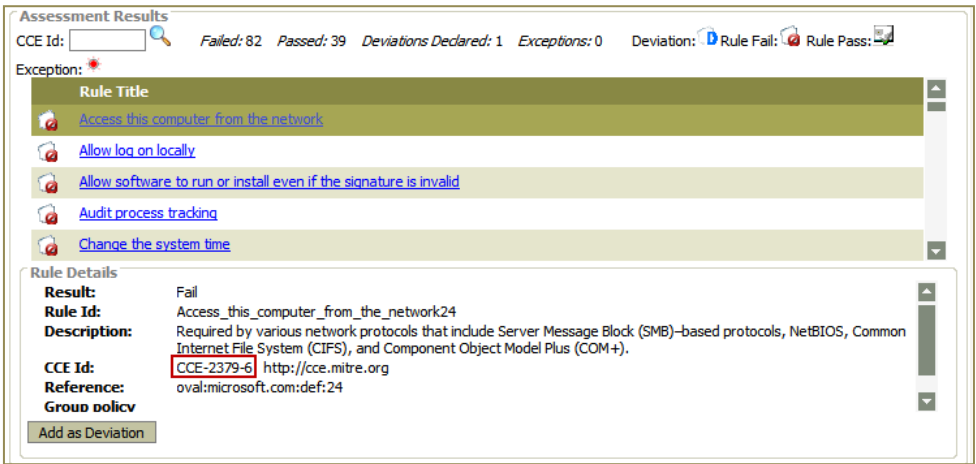 Assessment Results
CCE Id: Failed: 82 Passed: 39 Deviations Declared: 1 Exceptions: 0 Deviation: D Rule Fail: Rule Pass:
Exception:
Rule Title
Access this computer from the network
Allow log on locally
Allow software to run or install even if the signature is invalid
Audit process tracking
Change the system time
Rule Details
Result: Fail
Rule Id: Access_this_computer_from_the_network24
Description: Required by various network protocols that include Server Message Block (SMB)–based protocols, NetBIOS, Common
Internet File System (CIFS), and Component Object Model Plus (COM+).
CCE Id: CCE-2379-6 http://cce.mitre.org
Reference: oval:microsoft.com:def:24
Group policy
Add as Deviation